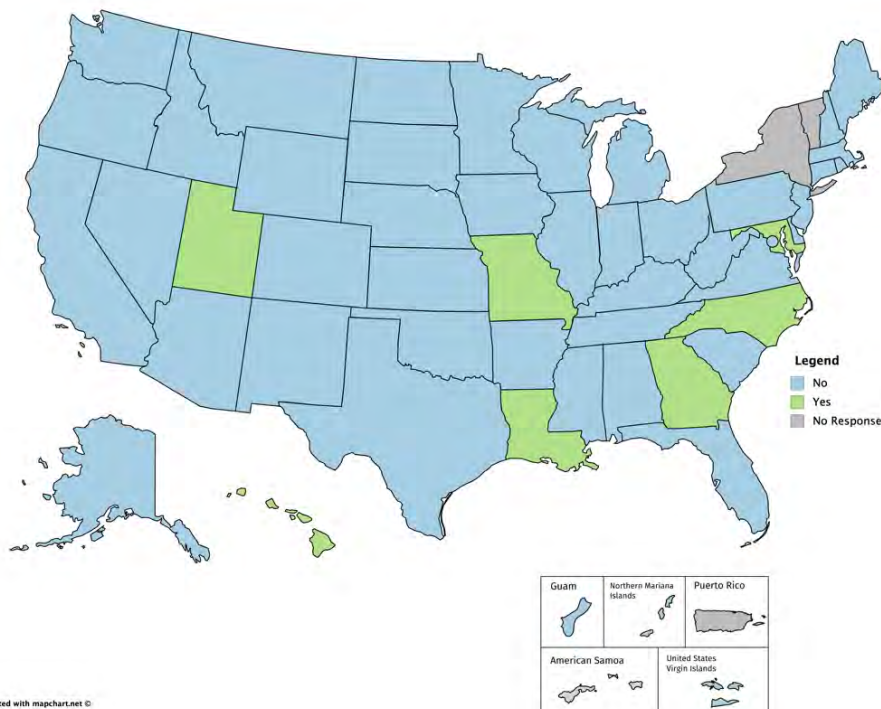 Legend
No
Yes
No Response
Guam
Northern Mariana
Islands
Puerto Rico
American Samoa
United States
Virgin Islands
ted with mapchart.net ©